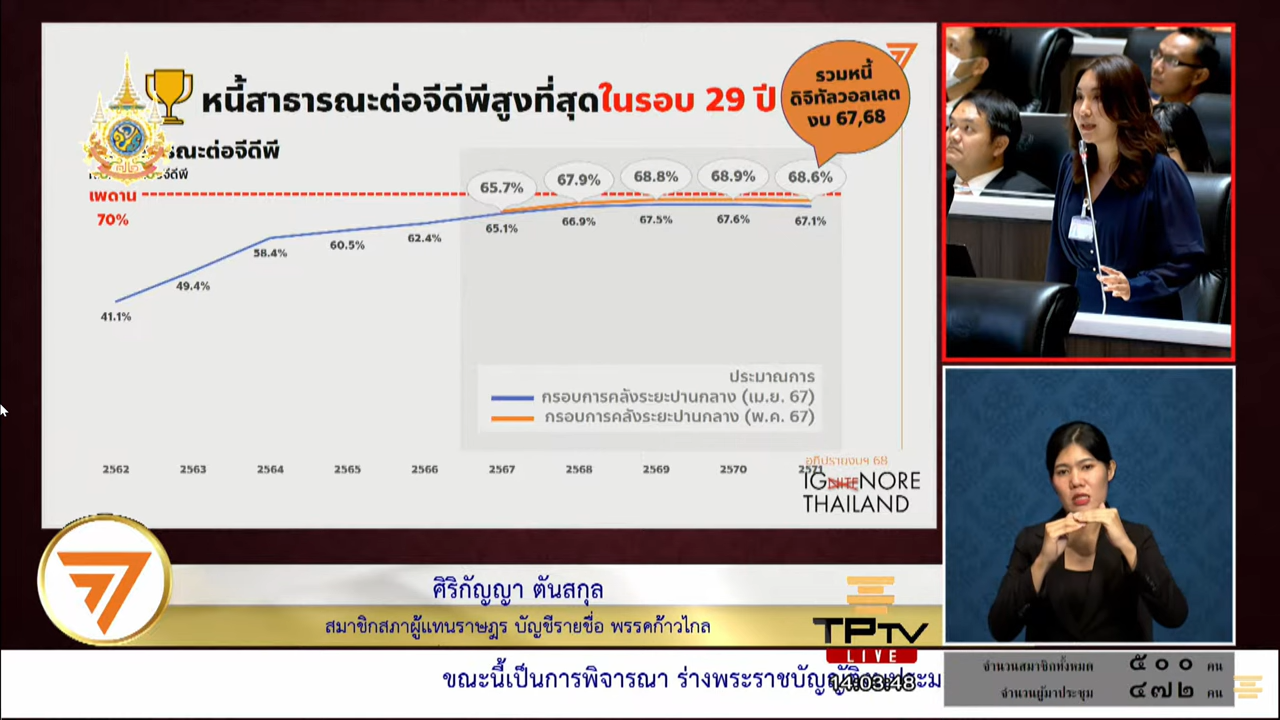 หนี้สาธารณะต่อจีดีพีสูงที่สุดในรอบ 29 ปี
รวมหนี้
ดิจิทัลวอลเลต
งบ 67,68
รณะต่อจีดีพี
จีดีพี
เพดาน
70%
65.7%
67.9%
68.8%
68.9%
68.6%
41.1%
49.4%
58.4%
60.5%
62.4%
65.1%
66.9%
67.5%
67.6%
67.1%
ประมาณการ
กรอบการคลังระยะปานกลาง (เม.ย. 67)
กรอบการคลังระยะปานกลาง (พ.ค. 67)
2562 2563 2564 2565 2566 2567 2568 2569 2570 2571
อภิปรายงบฯ 68
IGNITENORE
THAILAND
ศิริกัญญา ตันสกุล
สมาชิกสภาผู้แทนราษฎร บัญชีรายชื่อ พรรคก้าวไกล
TPTV
LIVE
14:03:48
ขณะนี้เป็นการพิจารณา ร่างพระราชบัญญัติ
จำนวนสมาชิกทั้งหมด ๕๐๐ คน
จำนวนผู้มาประชุม ๔๗๒ คน